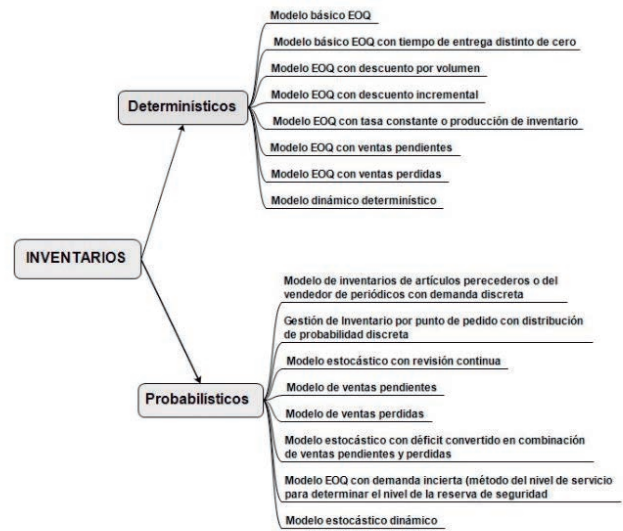 Modelo básico EOQ
Modelo básico EOQ con tiempo de entrega distinto de cero
Modelo EOQ con descuento por volumen
Modelo EOQ con descuento incremental
Modelo EOQ con tasa constante o producción de inventario
Modelo EOQ con ventas pendientes
Modelo EOQ con ventas perdidas
Modelo dinámico determinístico
Determinísticos
INVENTARIOS
Probabilísticos
Modelo de inventarios de artículos perecederos o del
vendedor de periódicos con demanda discreta
Gestión de Inventario por punto de pedido con distribución
de probabilidad discreta
Modelo estocástico con revisión continua
Modelo de ventas pendientes
Modelo de ventas perdidas
Modelo estocástico con déficit convertido en combinación
de ventas pendientes y perdidas
Modelo EOQ con demanda incierta (método del nivel de servicio
para determinar el nivel de la reserva de seguridad
Modelo estocástico dinámico